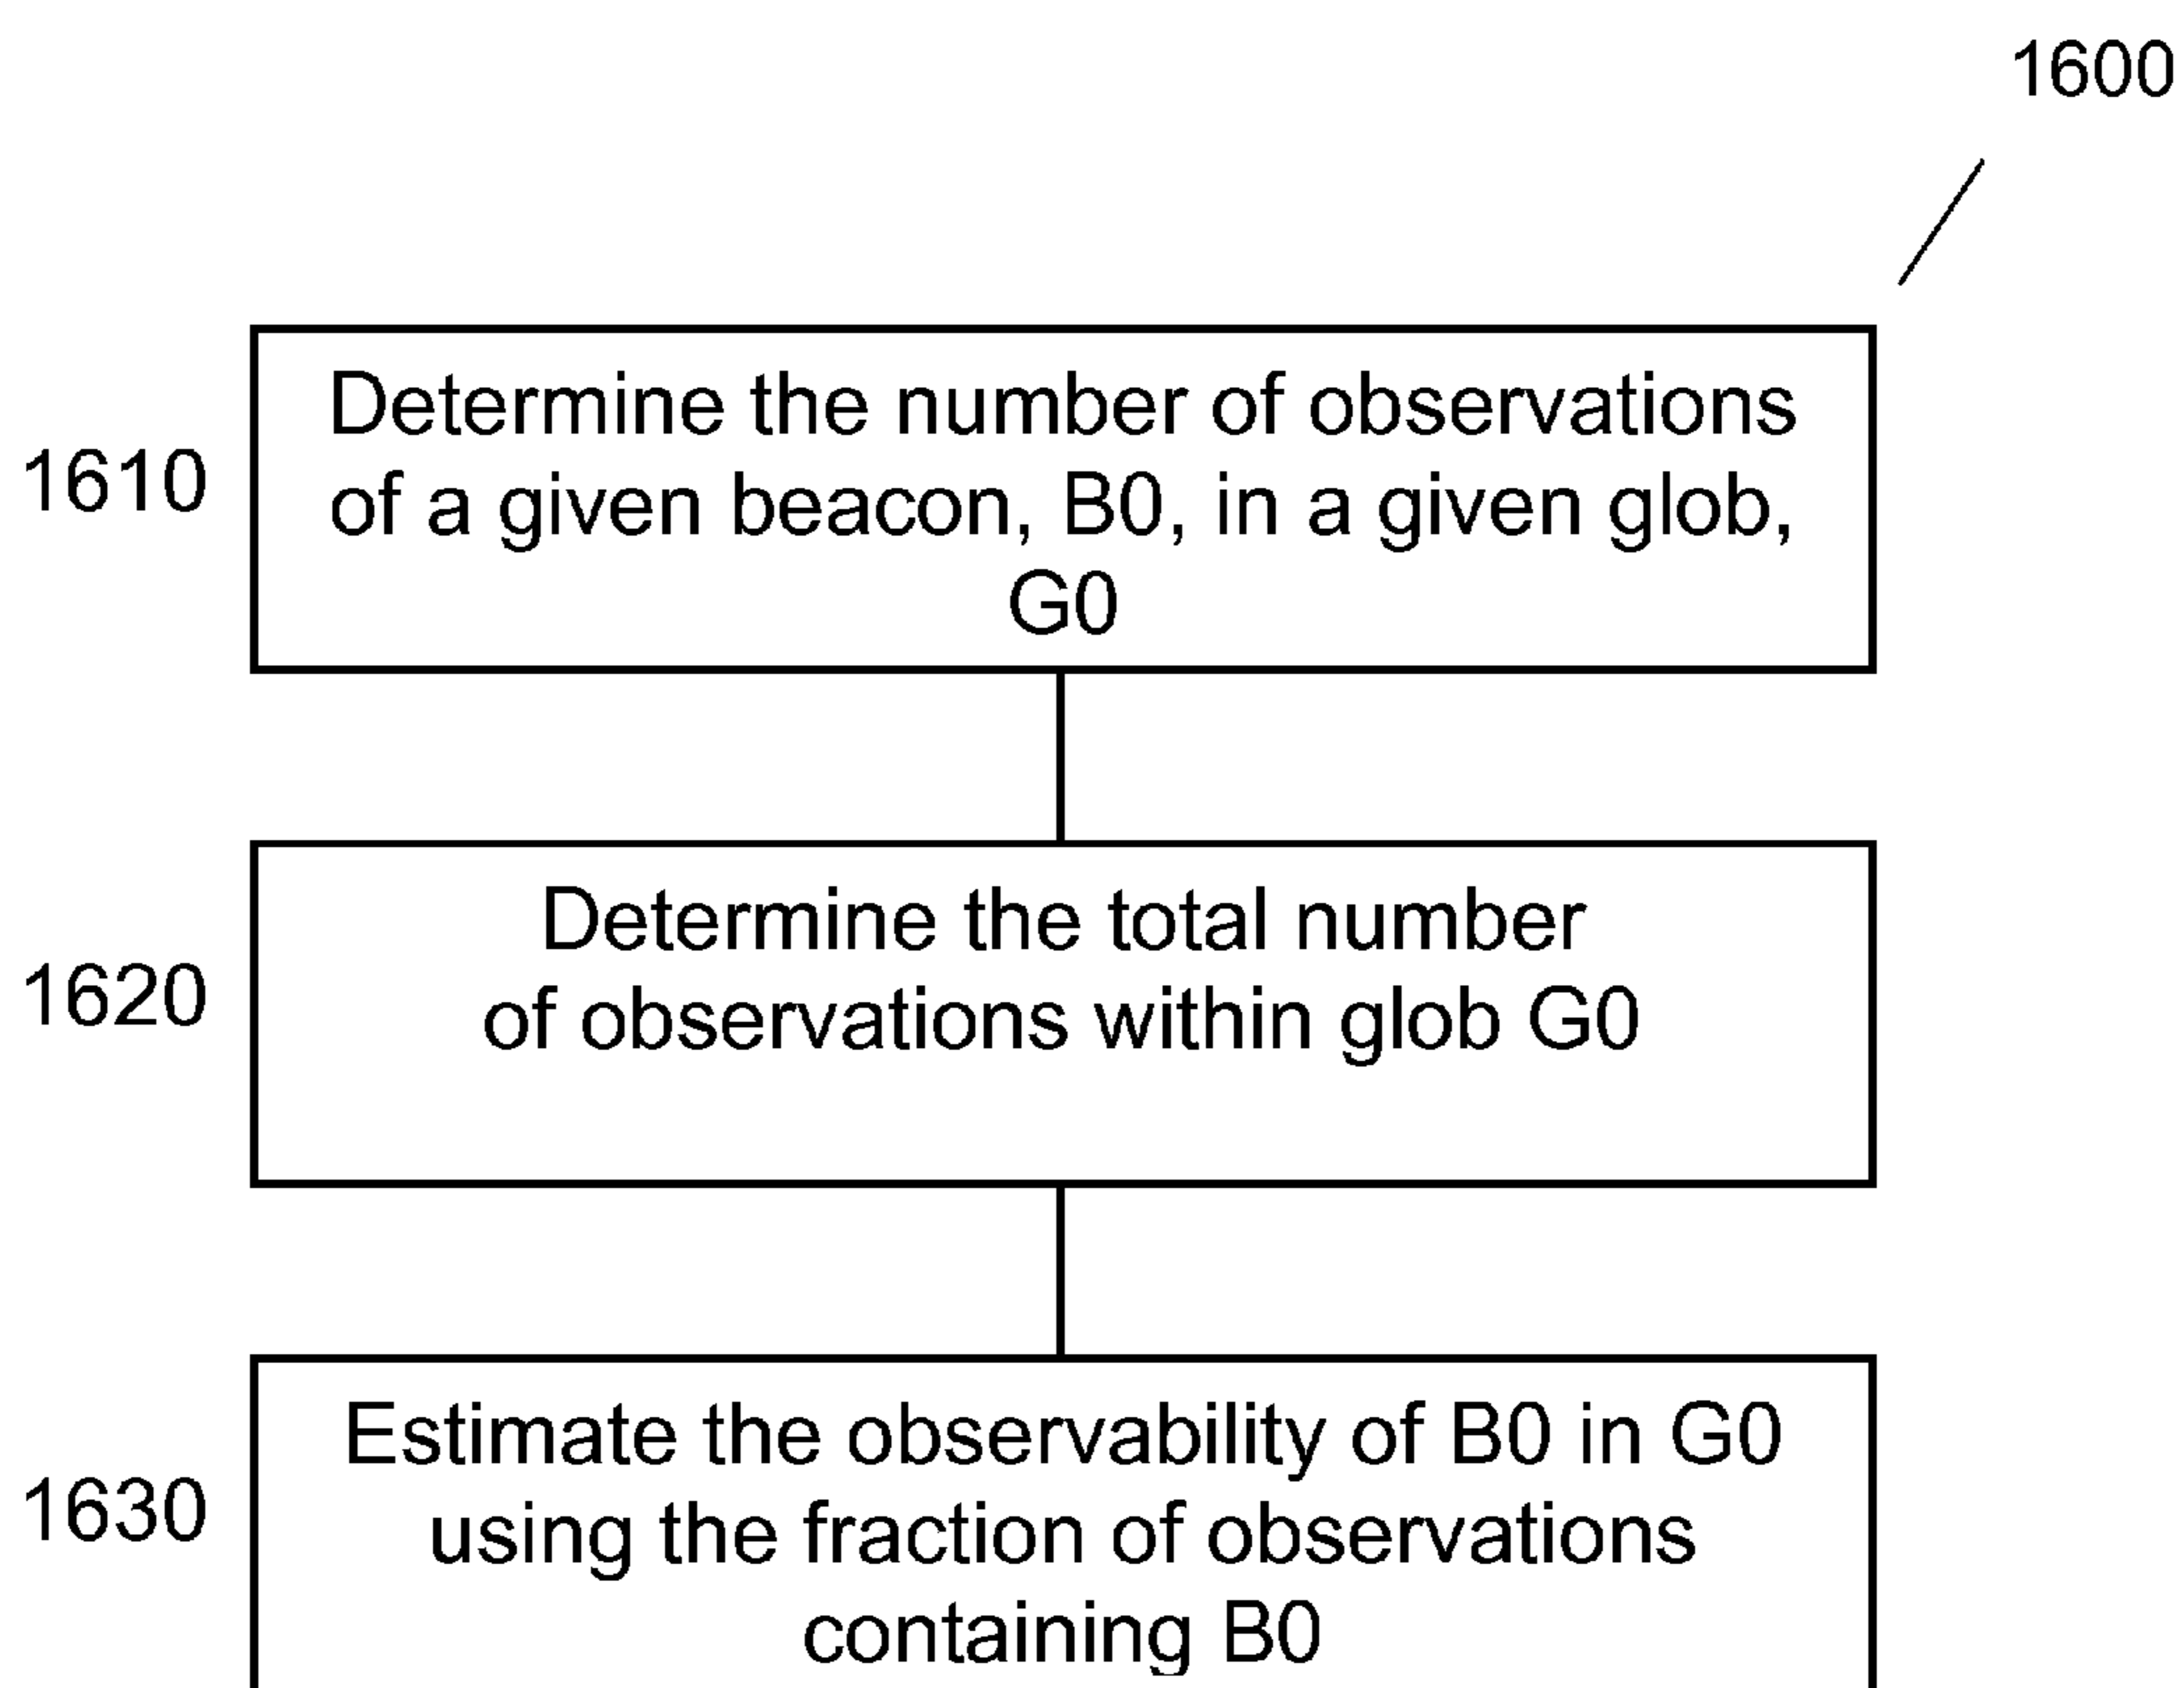 1600
1610
Determine the number of observations
of a given beacon, B0, in a given glob,
G0
1620
Determine the total number
of observations within glob G0
1630
Estimate the observability of B0 in G0
using the fraction of observations
containing B0